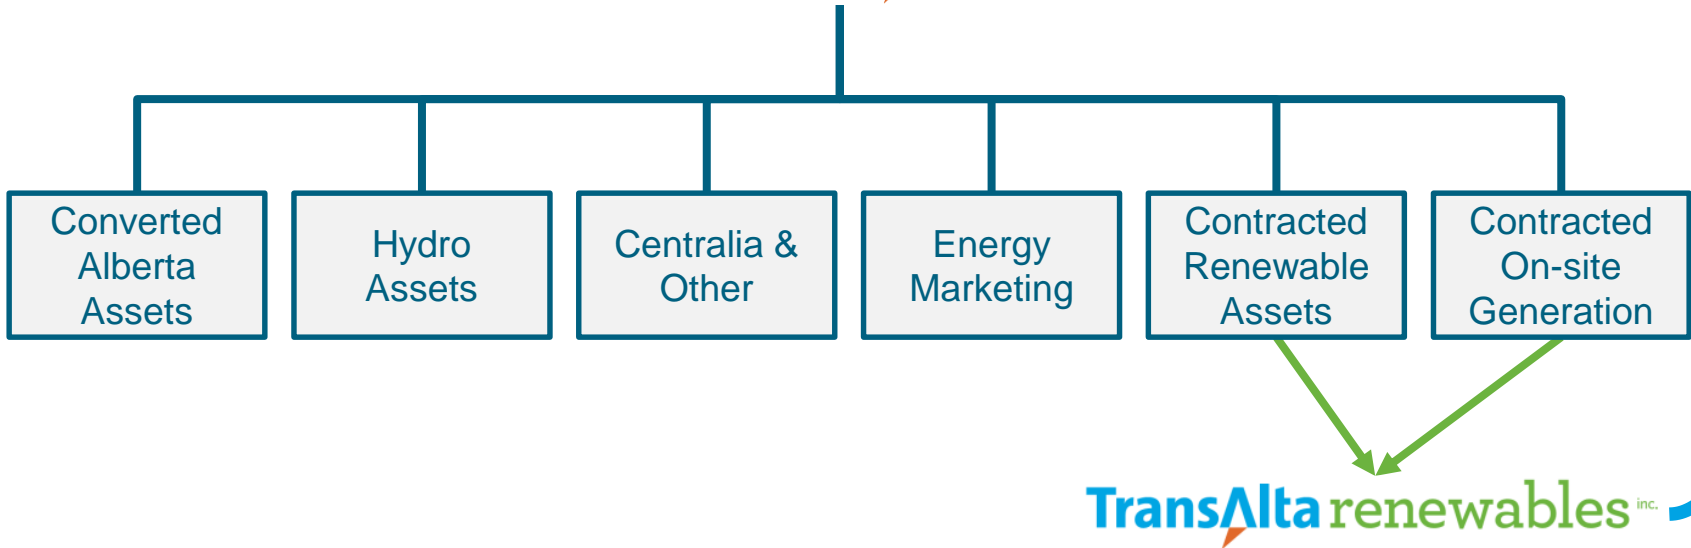 Converted
Alberta
Assets
Hydro
Assets
Centralia &
Other
Energy
Marketing
Contracted
Renewable
Assets
Contracted
On-site
Generation
TransAlta renewables inc.